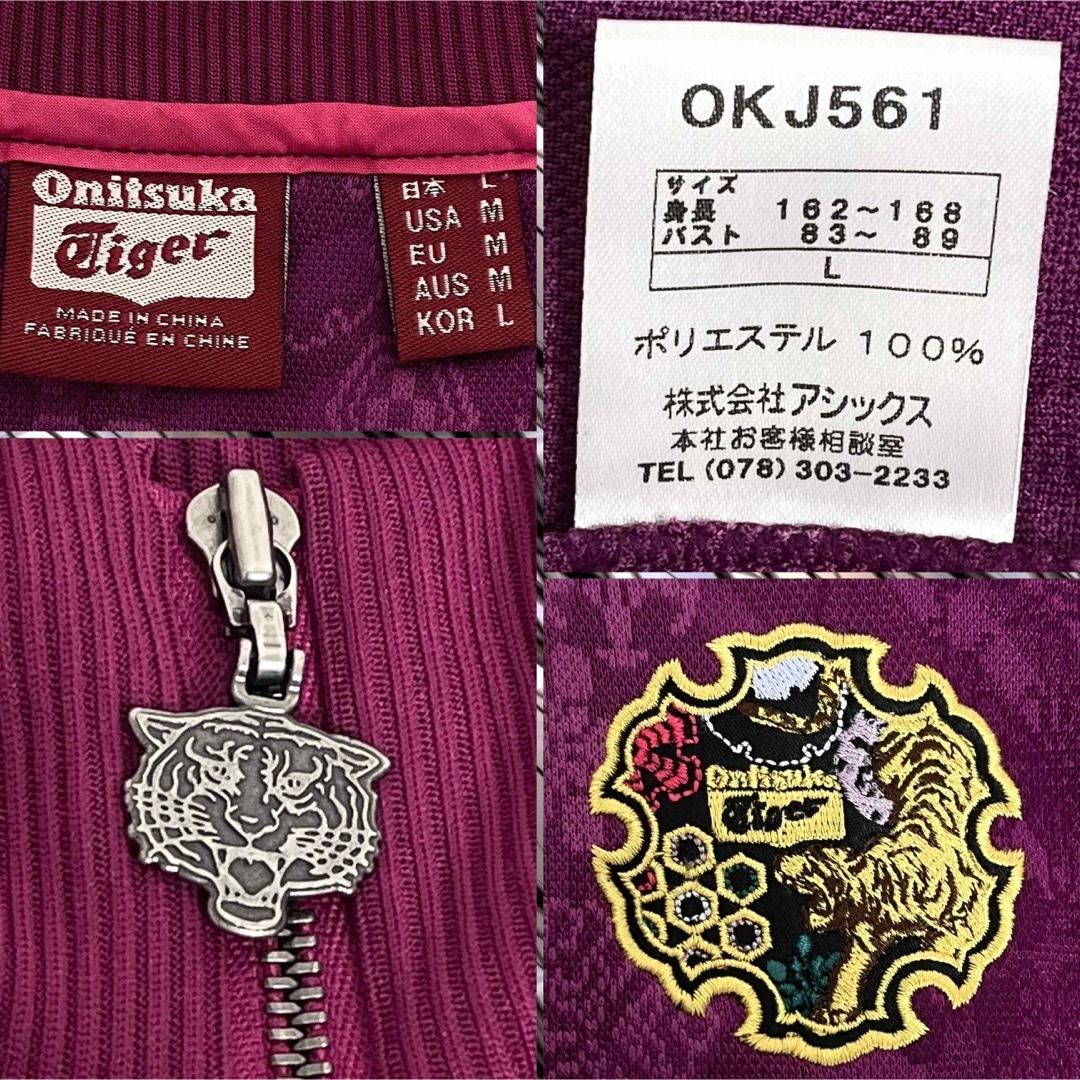 Onitsuka
Tiger
MADE IN CHINA
FABRIQUÉ EN CHINE
日本 L
USA M
EU M
AUS M
KOR L
OKJ561
サイズ
身長 162～168
バスト 83～ 89
L
ポリエステル 100%
株式会社アシックス
本社お客様相談室
TEL (078) 303-2233
Onitsuka
Tiger